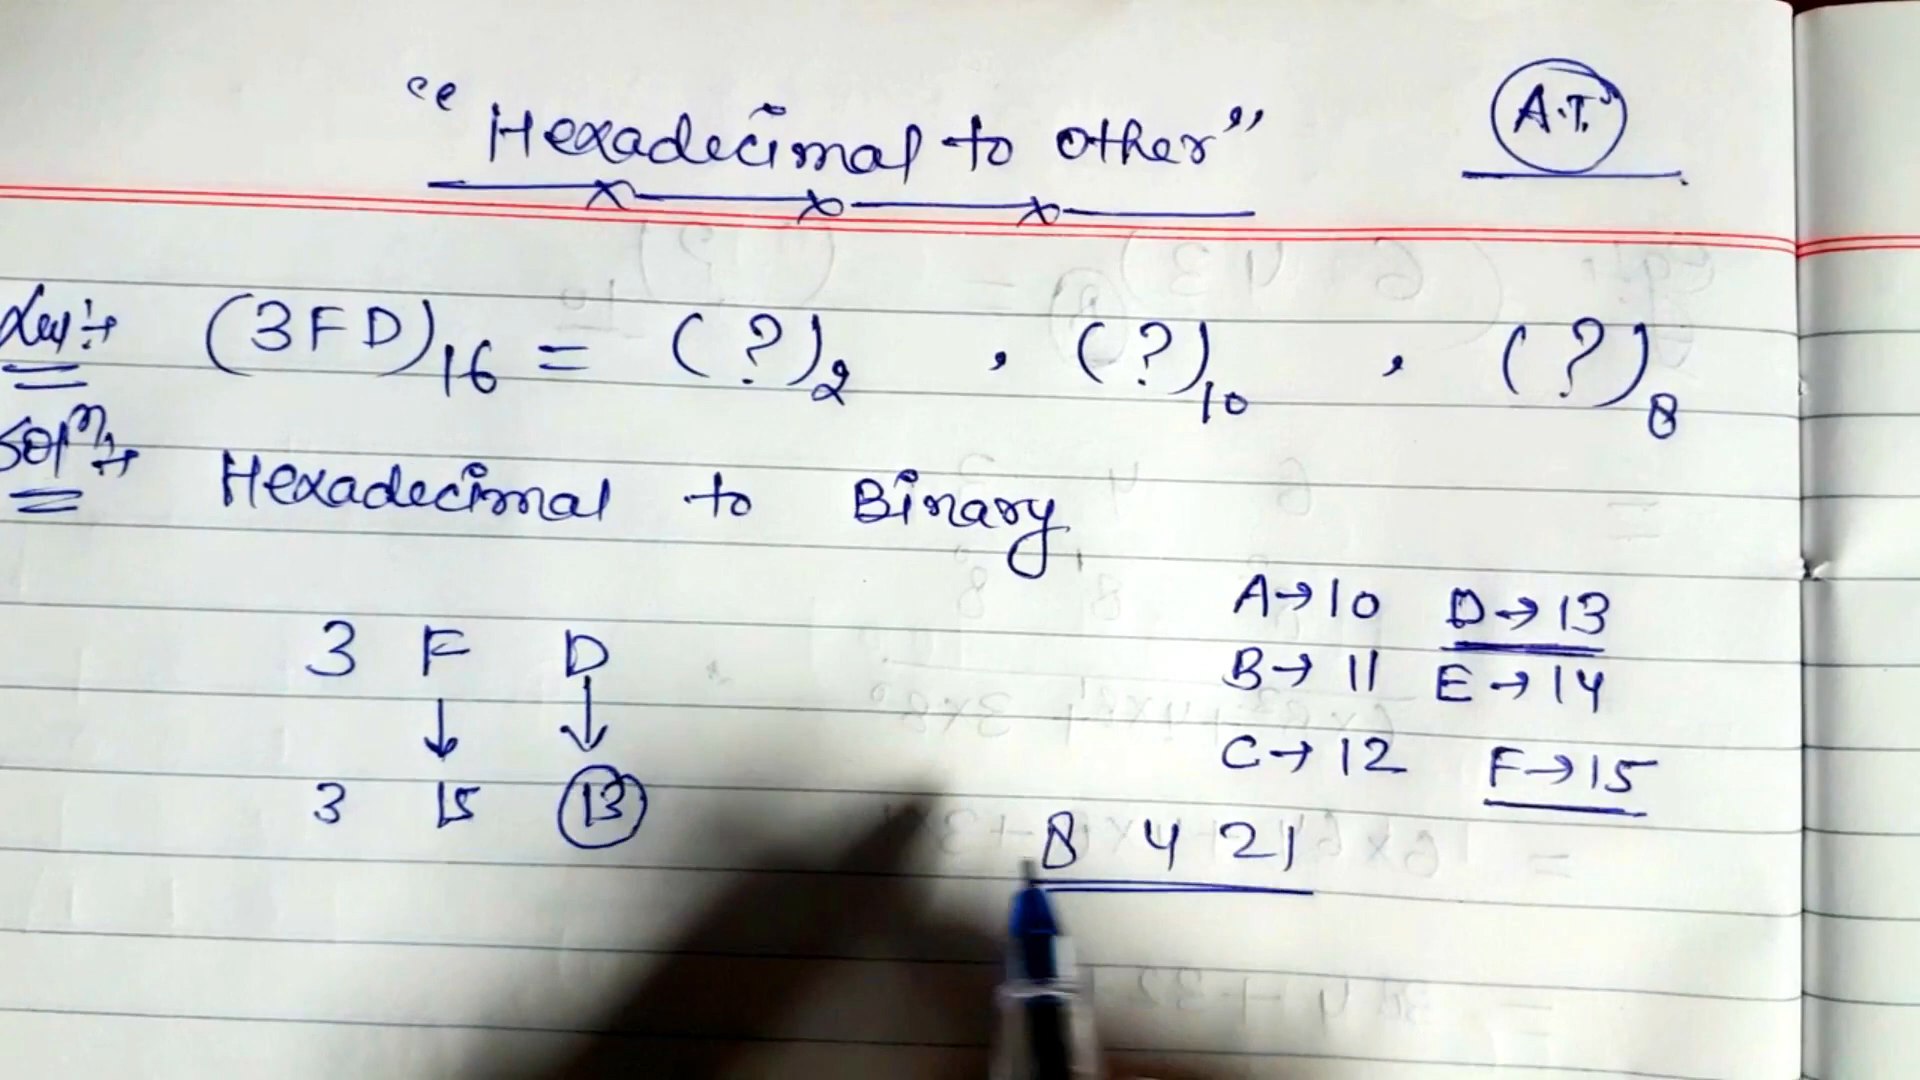 "Hexadecimal to other"
A.T.
(3FD)16 = (?)2 , (?)10 , (?)8
Solⁿ:→ Hexadecimal to Binary
A→10 D→13
3 F D
B→11 E→14
↓ ↓
C→12 F→15
3 15 13
8 4 2 1